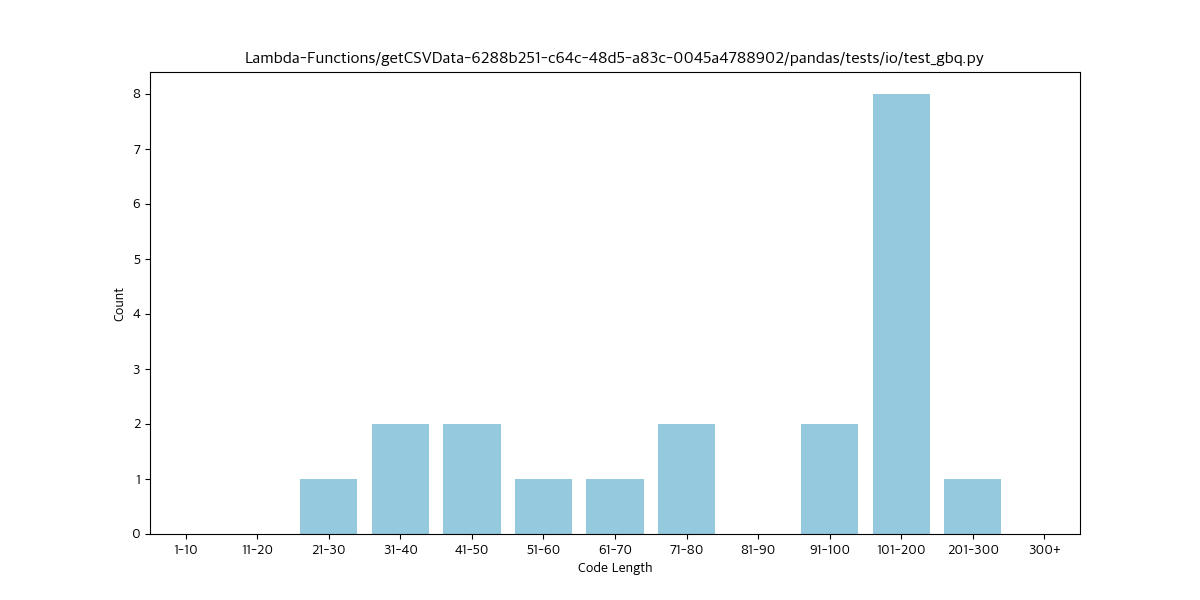 Lambda-Functions/getCSVData-6288b251-c64c-48d5-a83c-0045a4788902/pandas/tests/io/test_gbq.py
8
7
6
5
4
3
2
1
0
Count
1-10 11-20 21-30 31-40 41-50 51-60 61-70 71-80 81-90 91-100 101-200 201-300 300+
Code Length